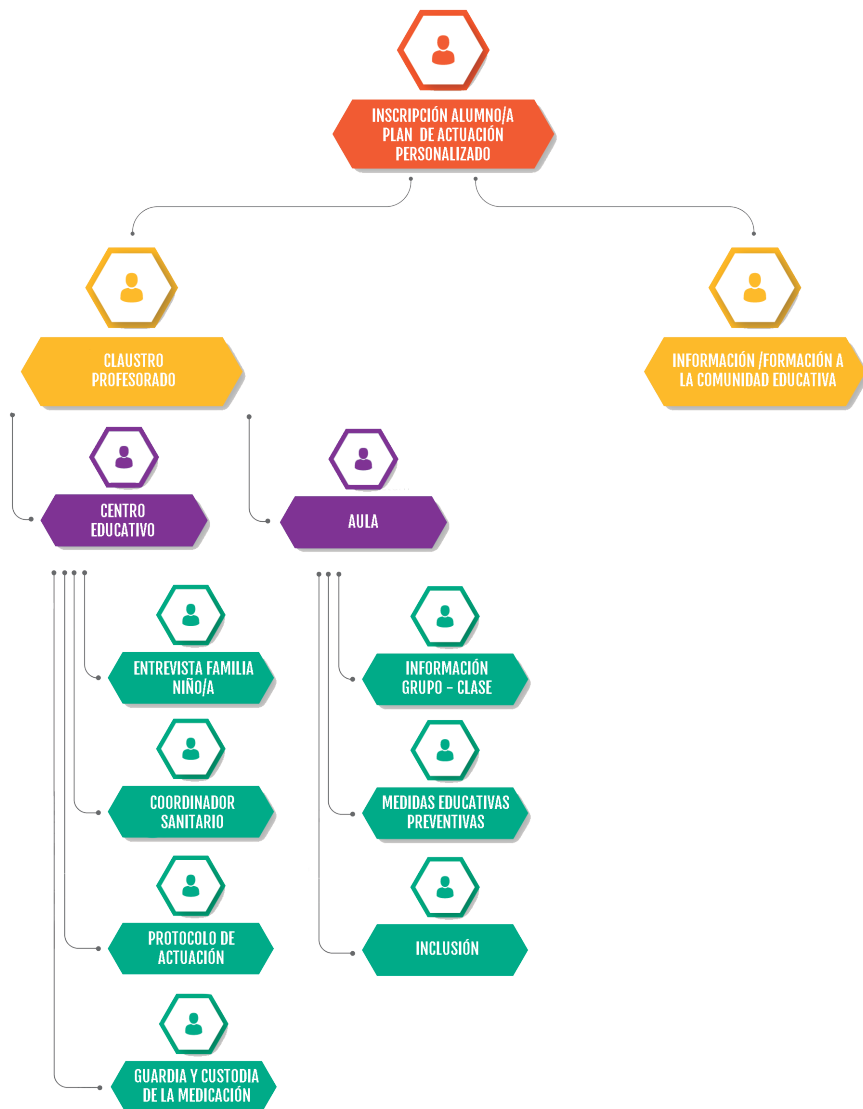 INSCRIPCIÓN ALUMNO/A
PLAN DE ACTUACIÓN
PERSONALIZADO
CLAUSTRO
PROFESORADO
INFORMACIÓN /FORMACIÓN A
LA COMUNIDAD EDUCATIVA
CENTRO
EDUCATIVO
AULA
ENTREVISTA FAMILIA
NIÑO/A
INFORMACIÓN
GRUPO - CLASE
COORDINADOR
SANITARIO
MEDIDAS EDUCATIVAS
PREVENTIVAS
PROTOCOLO DE
ACTUACIÓN
INCLUSIÓN
GUARDIA Y CUSTODIA
DE LA MEDICACIÓN